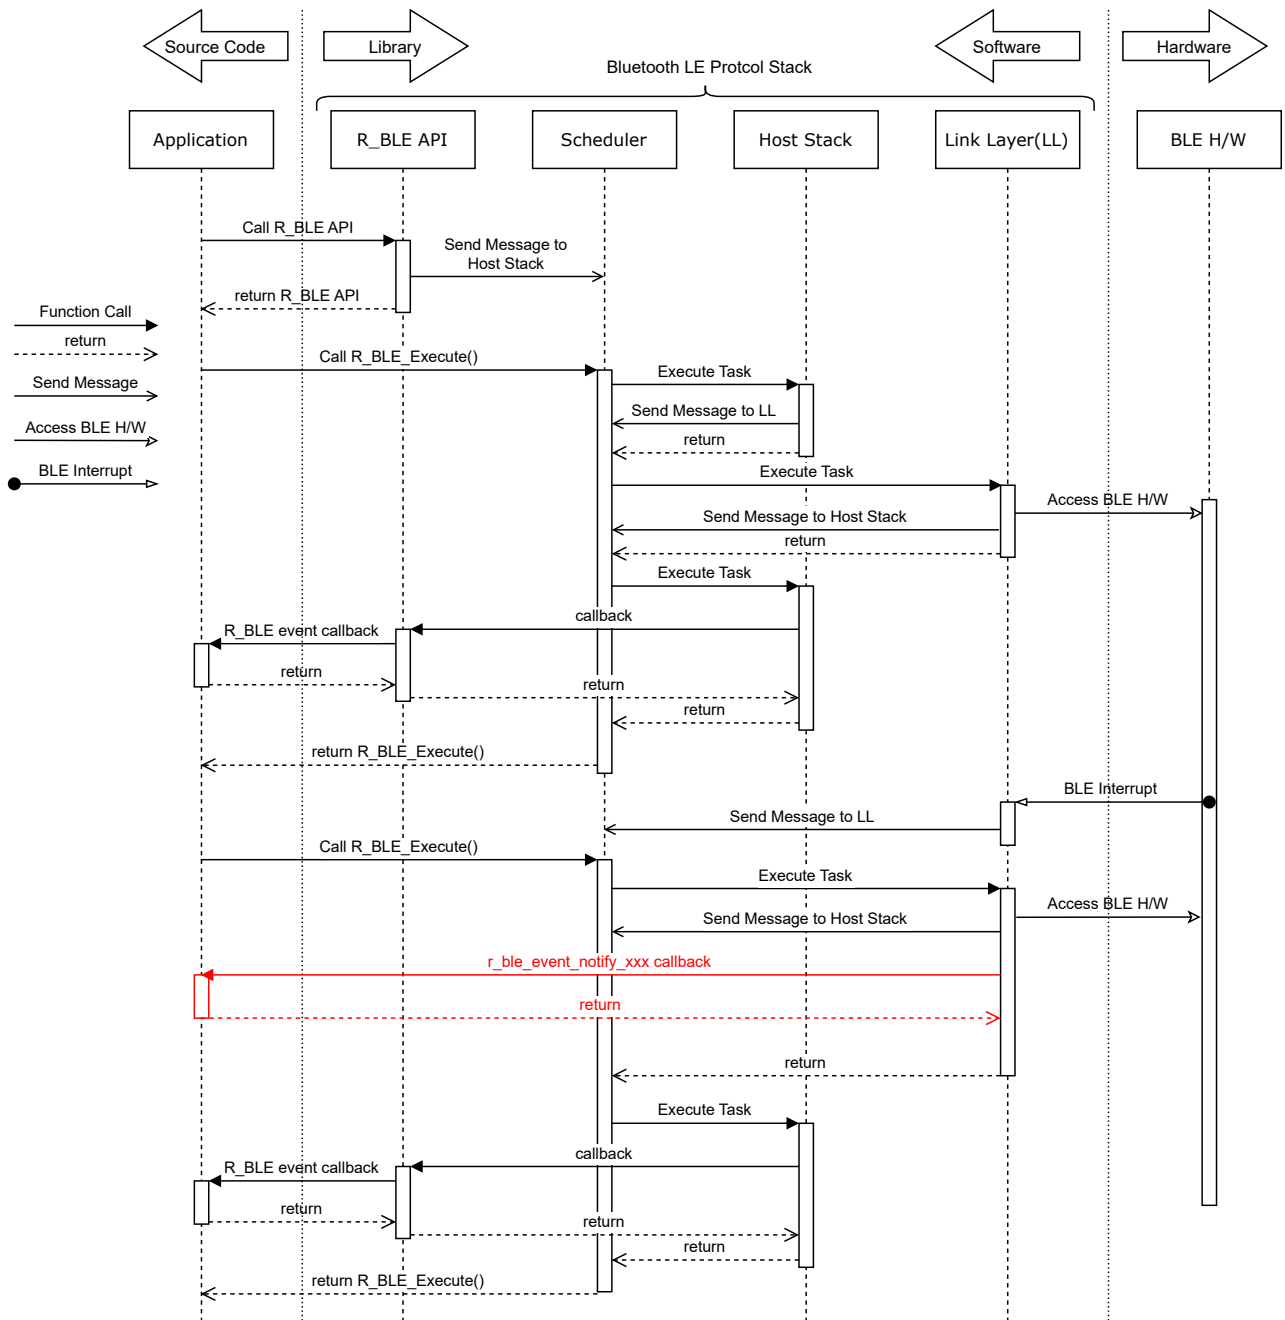 Source Code
Library
Software
Hardware
Bluetooth LE Protcol Stack
Application
R_BLE API
Scheduler
Host Stack
Link Layer(LL)
BLE H/W
Call R_BLE API
Send Message to
Host Stack
return R_BLE API
Function Call
return
Send Message
Access BLE H/W
BLE Interrupt
Call R_BLE_Execute()
Execute Task
Send Message to LL
return
Execute Task
Access BLE H/W
Send Message to Host Stack
return
Execute Task
callback
R_BLE event callback
return
return
return
return R_BLE_Execute()
BLE Interrupt
Send Message to LL
Call R_BLE_Execute()
Execute Task
Access BLE H/W
Send Message to Host Stack
r_ble_event_notify_xxx callback
return
return
Execute Task
callback
R_BLE event callback
return
return
return
return R_BLE_Execute()